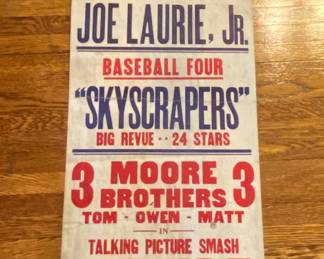 JOE LAURIE, JR.
BASEBALL FOUR
"SKYSCRAPERS"
BIG REVUE -- 24 STARS
3 MOORE BROTHERS 3
TOM - OWEN - MATT
IN
TALKING PICTURE SMASH